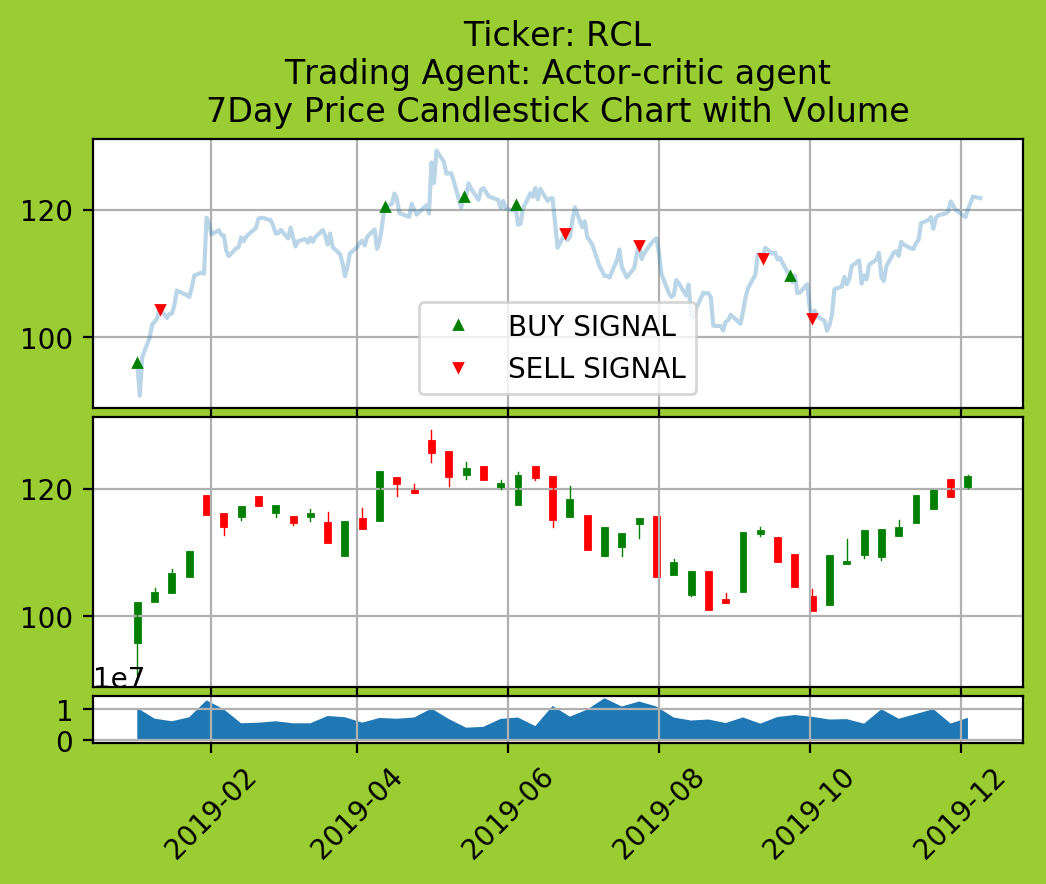 Ticker: RCL
Trading Agent: Actor-critic agent
7Day Price Candlestick Chart with Volume
120
100
BUY SIGNAL
SELL SIGNAL
120
100
1e7
1
0
2019-02
2019-04
2019-06
2019-08
2019-10
2019-12